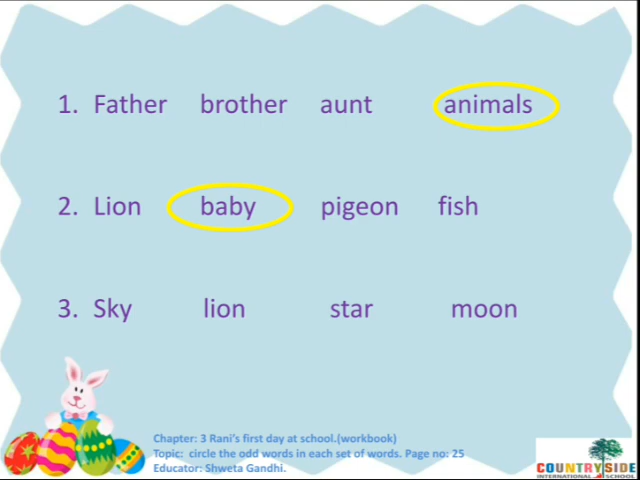 1. Father brother aunt animals
2. Lion baby pigeon fish
3. Sky lion star moon
Chapter: 3 Rani's first day at school.(workbook)
Topic: circle the odd words in each set of words. Page no: 25
Educator: Shweta Gandhi.
COUNTRYSIDE
INTERNATIONAL SCHOOL